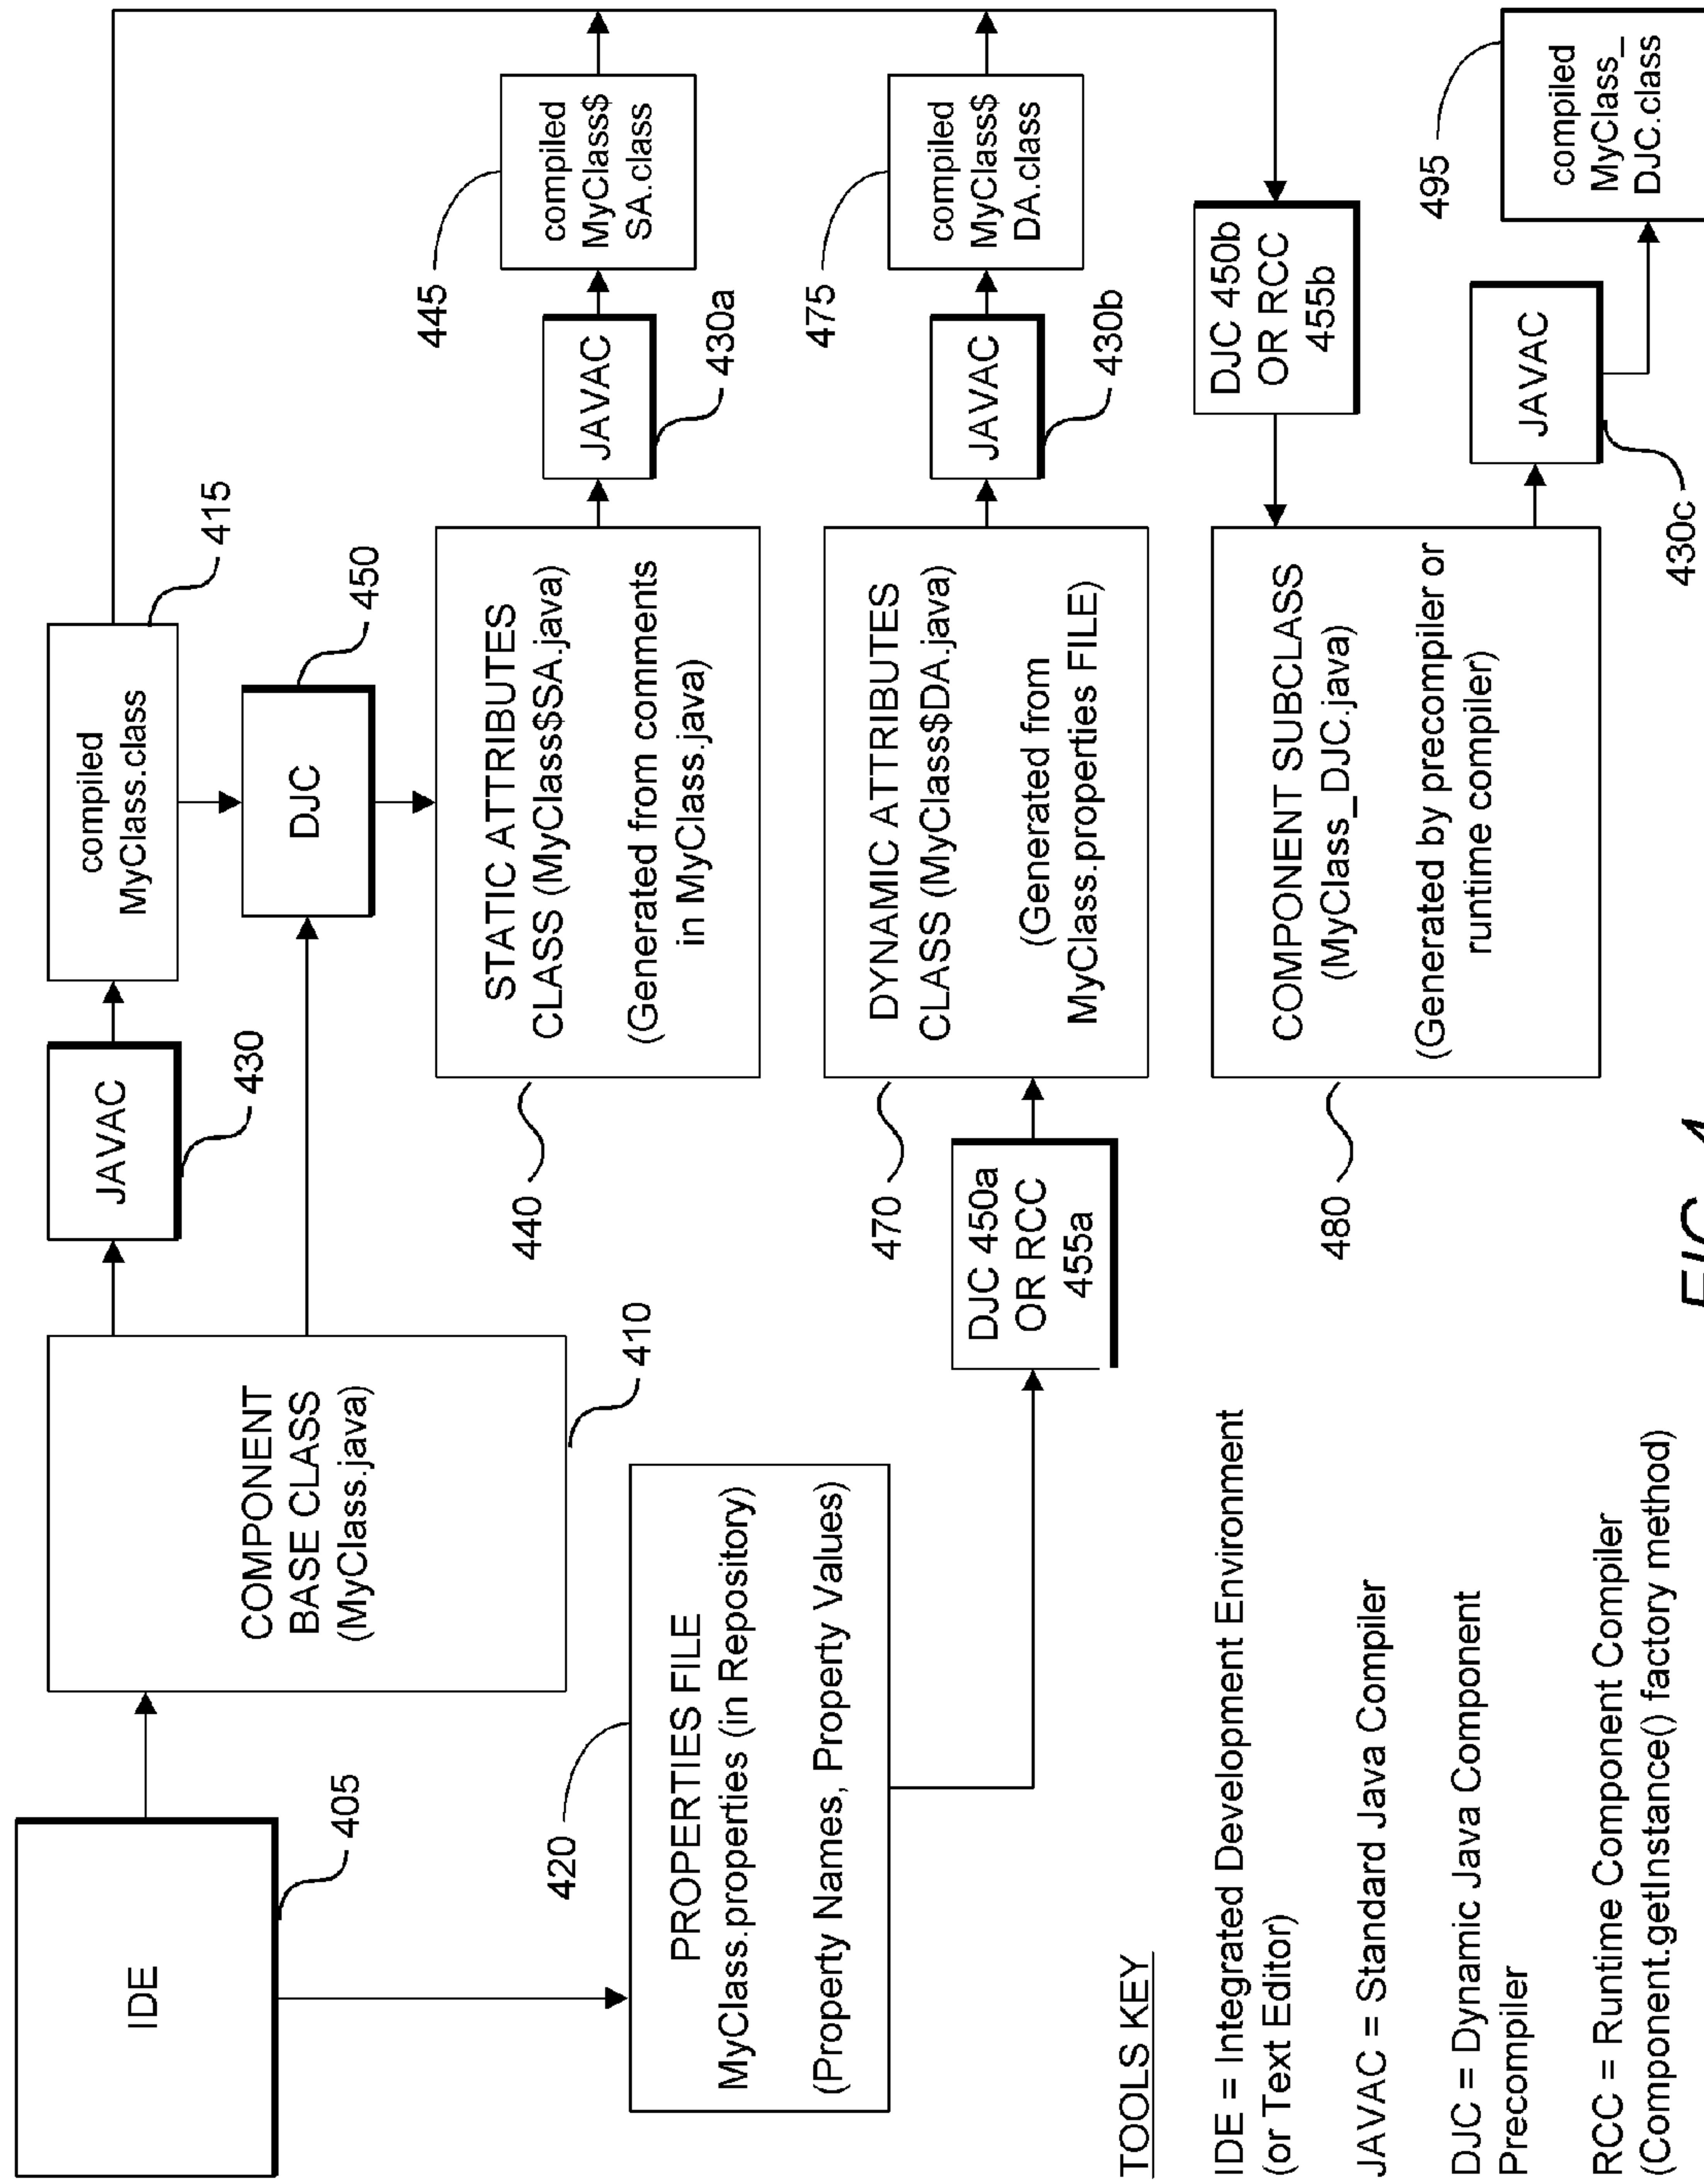 IDE
405
COMPONENT
BASE CLASS
(MyClass.java)
410
JAVAC
430
compiled
MyClass.class
415
DJC
450
PROPERTIES FILE
MyClass.properties (in Repository)
(Property Names, Property Values)
420
STATIC ATTRIBUTES
CLASS (MyClass$SA.java)
(Generated from comments
in MyClass.java)
440
JAVAC
430a
compiled
MyClass$
SA.class
445
DJC 450a
OR RCC
455a
DYNAMIC ATTRIBUTES
CLASS (MyClass$DA.java)
(Generated from
MyClass.properties FILE)
470
JAVAC
430b
compiled
MyClass$
DA.class
475
DJC 450b
OR RCC
455b
COMPONENT SUBCLASS
(MyClass_DJC.java)
(Generated by precompiler or
runtime compiler)
480
JAVAC
430c
compiled
MyClass_
DJC.class
495
TOOLS KEY
IDE = Integrated Development Environment
(or Text Editor)
JAVAC = Standard Java Compiler
DJC = Dynamic Java Component
Precompiler
RCC = Runtime Component Compiler
(Component.getInstance() factory method)